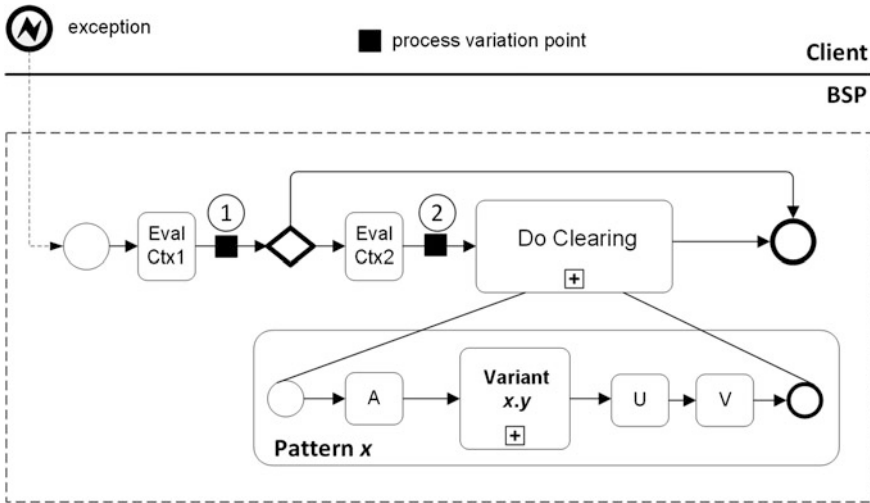 exception
process variation point
Client
BSP
1
2
Eval
Ctx1
Eval
Ctx2
Do Clearing
+
A
Variant
x.y
+
U
V
Pattern x